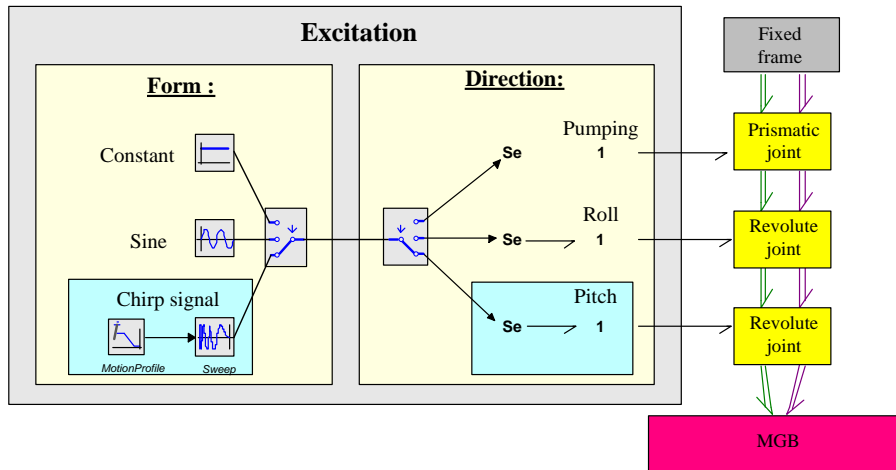 Excitation
Form :
Constant
Sine
Chirp signal
MotionProfile
Sweep
Direction:
Pumping
Se
1
Roll
Se
1
Pitch
Se
1
Fixed
frame
Prismatic
joint
Revolute
joint
Revolute
joint
MGB